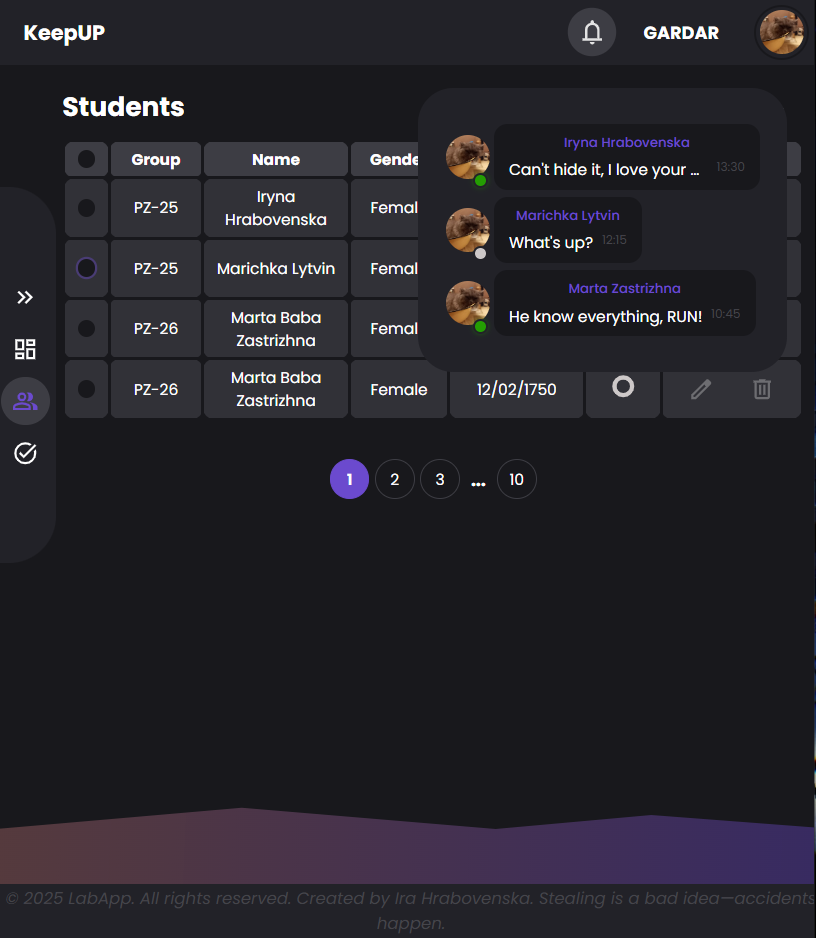 KeepUP
GARDAR
Students
Group Name Gende
PZ-25 Iryna
Hrabovenska Femal
PZ-25 Marichka Lytvin Femal
PZ-26 Marta Baba
Zastrizhna Femal
PZ-26 Marta Baba
Zastrizhna Female 12/02/1750
Iryna Hrabovenska
Can't hide it, I love your ... 13:30
Marichka Lytvin
What's up? 12:15
Marta Zastrizhna
He know everything, RUN! 10:45
1 2 3 ... 10
© 2025 LabApp. All rights reserved. Created by Ira Hrabovenska. Stealing is a bad idea—accidents
happen.